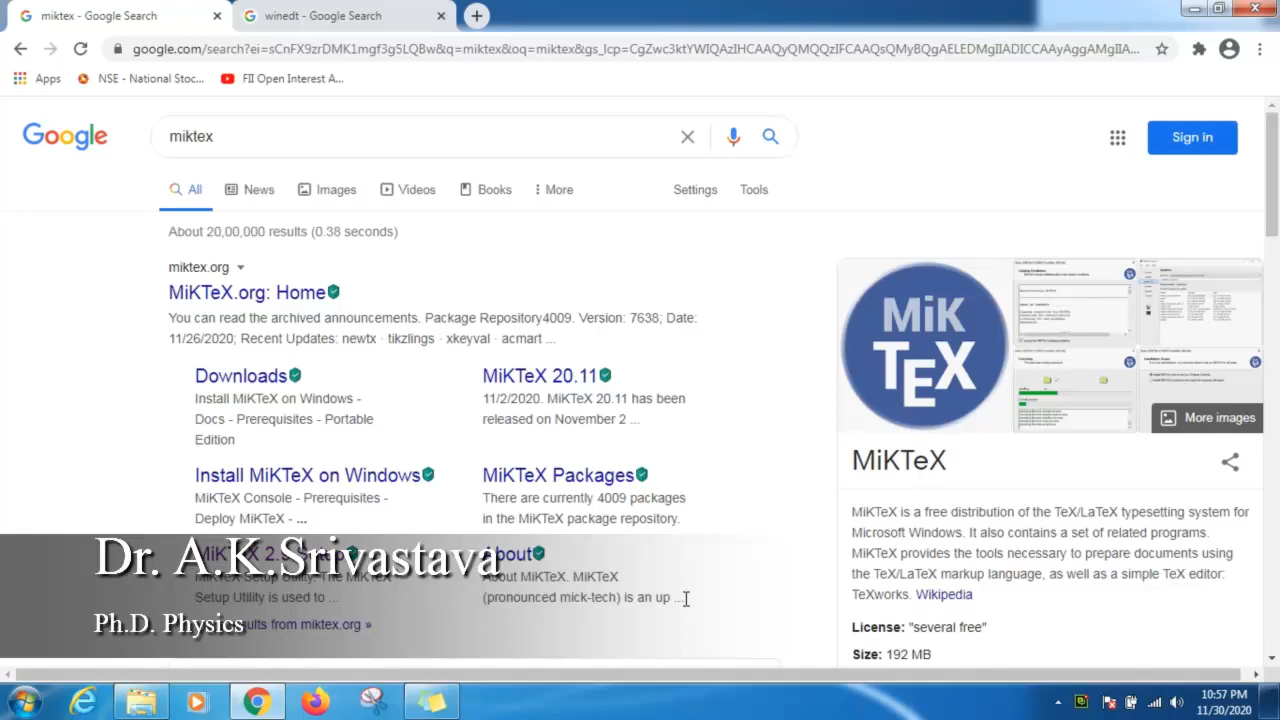 miktex - Google Search
winedt - Google Search
google.com/search?ei=sCnFX9zrDMK1mgf3g5LQBw&q=miktex&oq=miktex&gs_lcp=CgZwc3ktYWIQAzIHCAAQyQMQQzIFCAAQsQMyBQgAELEDMgIIADICCAAyAggAMgIIA...
Apps
NSE - National Stoc...
FII Open Interest A...
Google
miktex
Sign in
All
News
Images
Videos
Books
More
Settings
Tools
About 20,00,000 results (0.38 seconds)
miktex.org
MiKTeX.org: Home
You can read the archived announcements. Package Repository4009. Version: 7638; Date:
11/26/2020; Recent Updates: newtx · tikzlings · xkeyval · acmart ...
Downloads
Install MiKTeX on Windows -
Docs - Prerequisites - Portable
Edition
MiKTeX 20.11
11/2/2020. MiKTeX 20.11 has been
released on November 2 ...
Install MiKTeX on Windows
MiKTeX Console - Prerequisites -
Deploy MiKTeX - ...
MiKTeX Packages
There are currently 4009 packages
in the MiKTeX package repository.
MiKTeX 2.9
MiKTeX Setup Utility. The MiKTeX
Setup Utility is used to ...
About
About MiKTeX. MiKTeX
(pronounced mick-tech) is an up ...
results from miktex.org »
Dr. A.K.Srivastava
Ph.D. Physics
MiK
TEX
More images
MiKTeX
MiKTeX is a free distribution of the TeX/LaTeX typesetting system for
Microsoft Windows. It also contains a set of related programs.
MiKTeX provides the tools necessary to prepare documents using
the TeX/LaTeX markup language, as well as a simple TeX editor:
TeXworks. Wikipedia
License: "several free"
Size: 192 MB
10:57 PM
11/30/2020